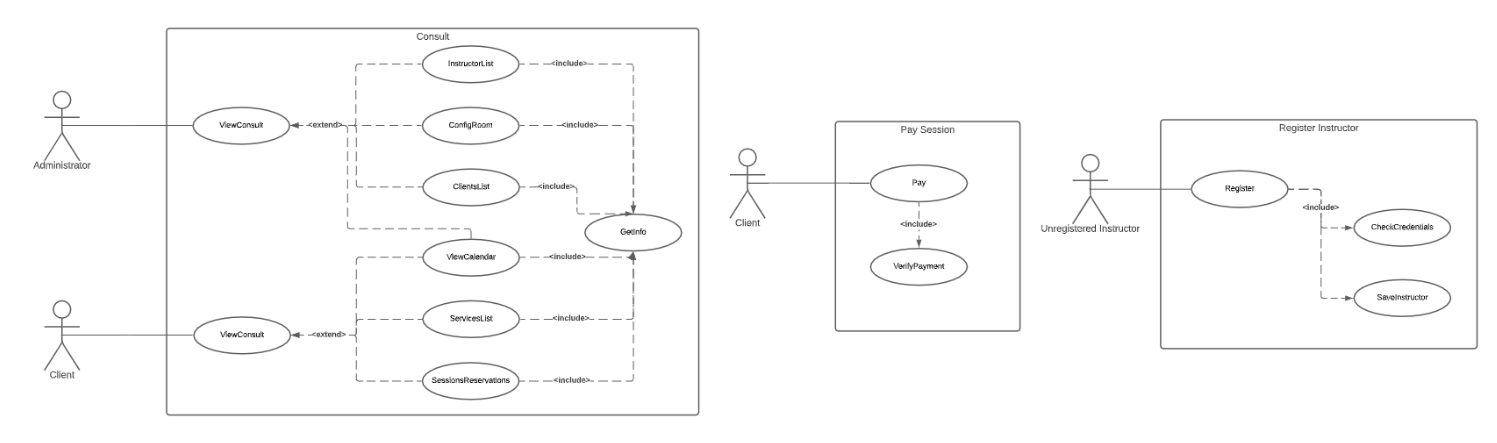 Consult
InstructorList
<include>
ViewConsult
<extend>
ConfigRoom
<include>
Administrator
ClientsList
<include>
GetInfo
ViewCalendar
<include>
ServicesList
<include>
ViewConsult
<extend>
Client
SessionsReservations
<include>
Pay Session
Pay
Client
<include>
VerifyPayment
Register Instructor
Register
<include>
Unregistered Instructor
CheckCredentials
SaveInstructor